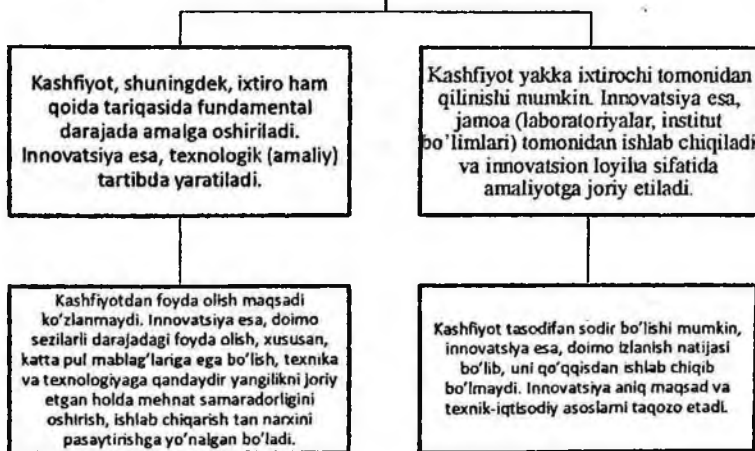 Kashfiyot, shuningdek, ixtiro ham
qoida tariqasida fundamental
darajada amalga oshiriladi.
Innovatsiya esa, texnologik (amaliy)
tartibda yaratiladi.
Kashfiyot yakka ixtirochi tomonidan
qilinishi mumkin. Innovatsiya esa,
jamoa (laboratoriyalar, institut
bo'limlari) tomonidan ishlab chiqiladi
va innovatsion loyiha sifatida
amaliyotga joriy etiladi.
Kashfiyotdan foyda olish maqsadi
ko'zlanmaydi. Innovatsiya esa, doimo
sezilarli darajadagi foyda olish, xususan,
katta pul mablag'lariga ega bo'lish, texnika
va texnologiyaga qandaydir yangilikni joriy
etgan holda mehnat samaradorligini
oshirish, ishlab chiqarish tan narxini
pasaytirishga yo'nalgan bo'ladi.
Kashfiyot tasodifan sodir bo'lishi mumkin,
innovatsiya esa, doimo izlanish natijasi
bo'lib, uni qo'qqisdan ishlab chiqib
bo'lmaydi. Innovatsiya aniq maqsad va
texnik-iqtisodiy asoslarni taqozo etadi.